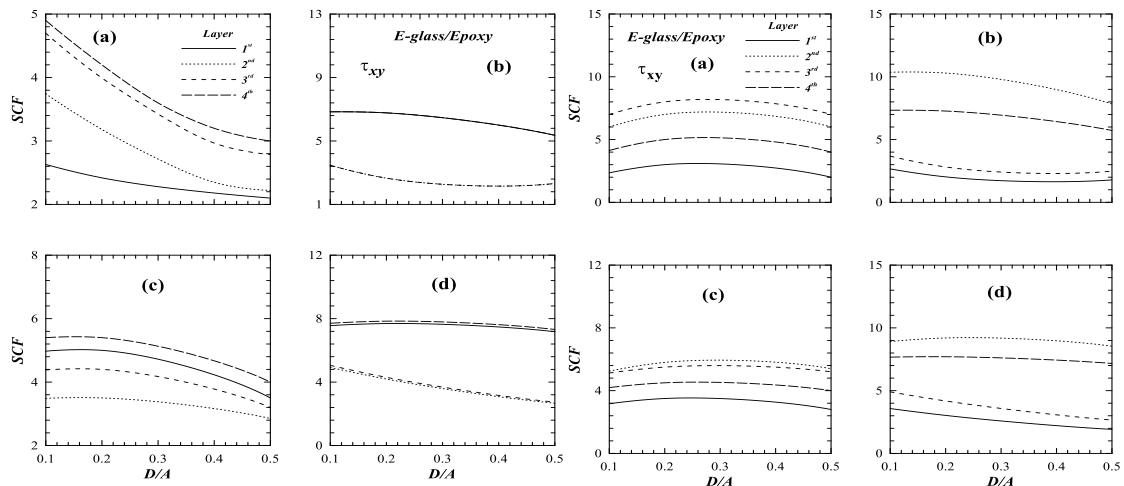 5
4
3
2
SCF
(a)
Layer
1st
2nd
3rd
4th
13
9
5
1
E-glass/Epoxy
τxy
(b)
15
10
5
0
SCF
E-glass/Epoxy
τxy
(a)
Layer
1st
2nd
3rd
4th
15
10
5
0
(b)
8
6
4
2
SCF
(c)
0.1 0.2 0.3 0.4 0.5
D/A
12
8
4
0
(d)
0.1 0.2 0.3 0.4 0.5
D/A
12
8
4
0
SCF
(c)
0.1 0.2 0.3 0.4 0.5
D/A
15
10
5
0
(d)
0.1 0.2 0.3 0.4 0.5
D/A